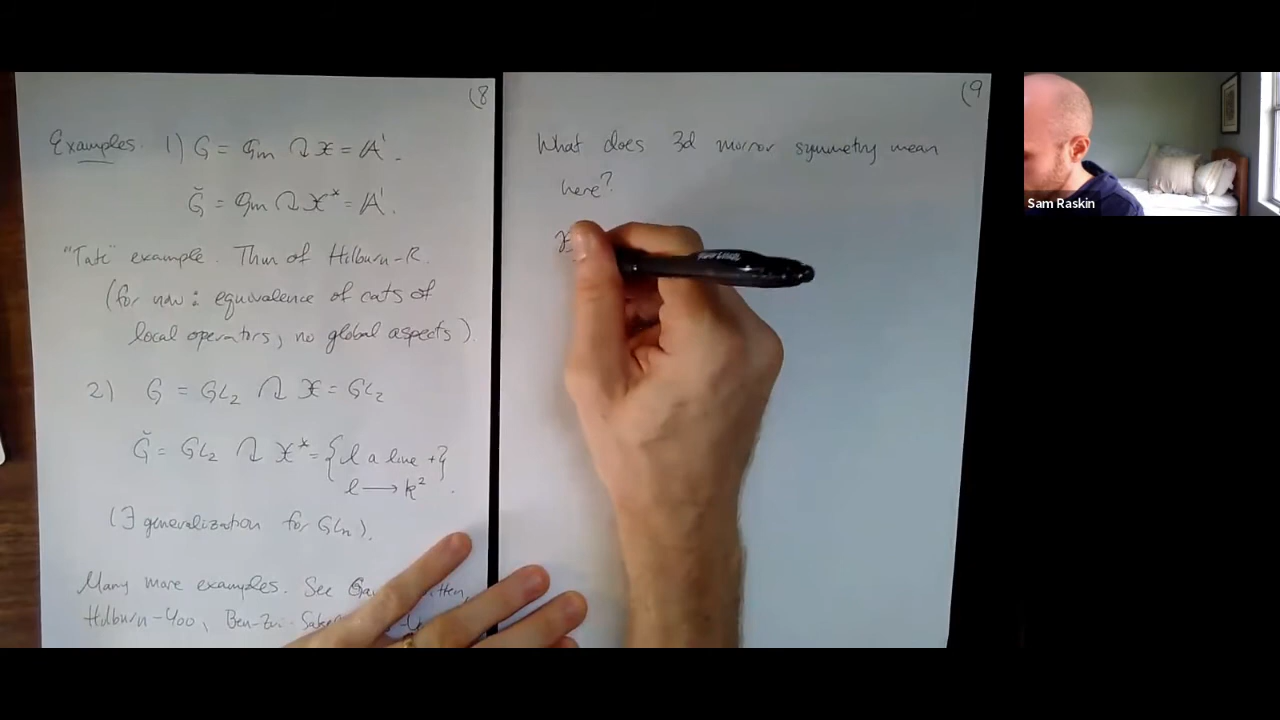 (8
Examples. 1) G = Gm ↷ 𝒳 = A¹.
Ǧ = Gm ↷ 𝒳* = A¹.
"Tate" example. Thm of Hilburn-R.
(for now: equivalence of cats of
local operators, no global aspects).
2) G = GL₂ ↷ 𝒳 = GL₂
Ǧ = GL₂ ↷ 𝒳* = {l a line +}
l → k²
(∃ generalization for GLn).
Many more examples. See
Hilburn-Yoo, Ben-Zvi-
(9
What does 3d mirror symmetry mean
here?
𝒳
Sam Raskin